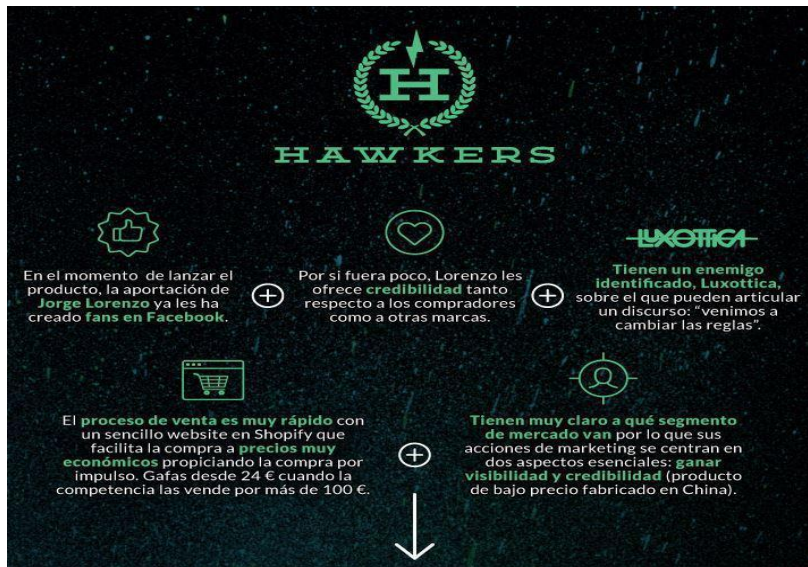 H
HAWKERS
LUXOTTICA
En el momento de lanzar el
producto, la aportación de
Jorge Lorenzo ya les ha
creado fans en Facebook.
Por si fuera poco, Lorenzo les
ofrece credibilidad tanto
respecto a los compradores
como a otras marcas.
Tienen un enemigo
identificado, Luxottica,
sobre el que pueden articular
un discurso: “venimos a
cambiar las reglas”.
El proceso de venta es muy rápido con
un sencillo website en Shopify que
facilita la compra a precios muy
económicos propiciando la compra por
impulso. Gafas desde 24 € cuando la
competencia las vende por más de 100 €.
Tienen muy claro a qué segmento
de mercado van por lo que sus
acciones de marketing se centran en
dos aspectos esenciales: ganar
visibilidad y credibilidad (producto
de bajo precio fabricado en China).